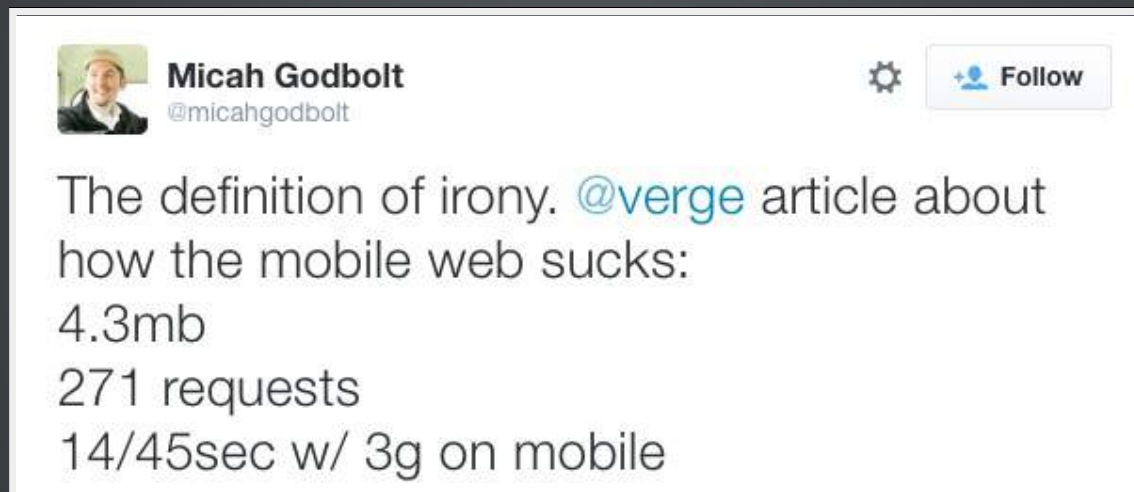 Micah Godbolt
@micahgodbolt
Follow
The definition of irony. @verge article about
how the mobile web sucks:
4.3mb
271 requests
14/45sec w/ 3g on mobile